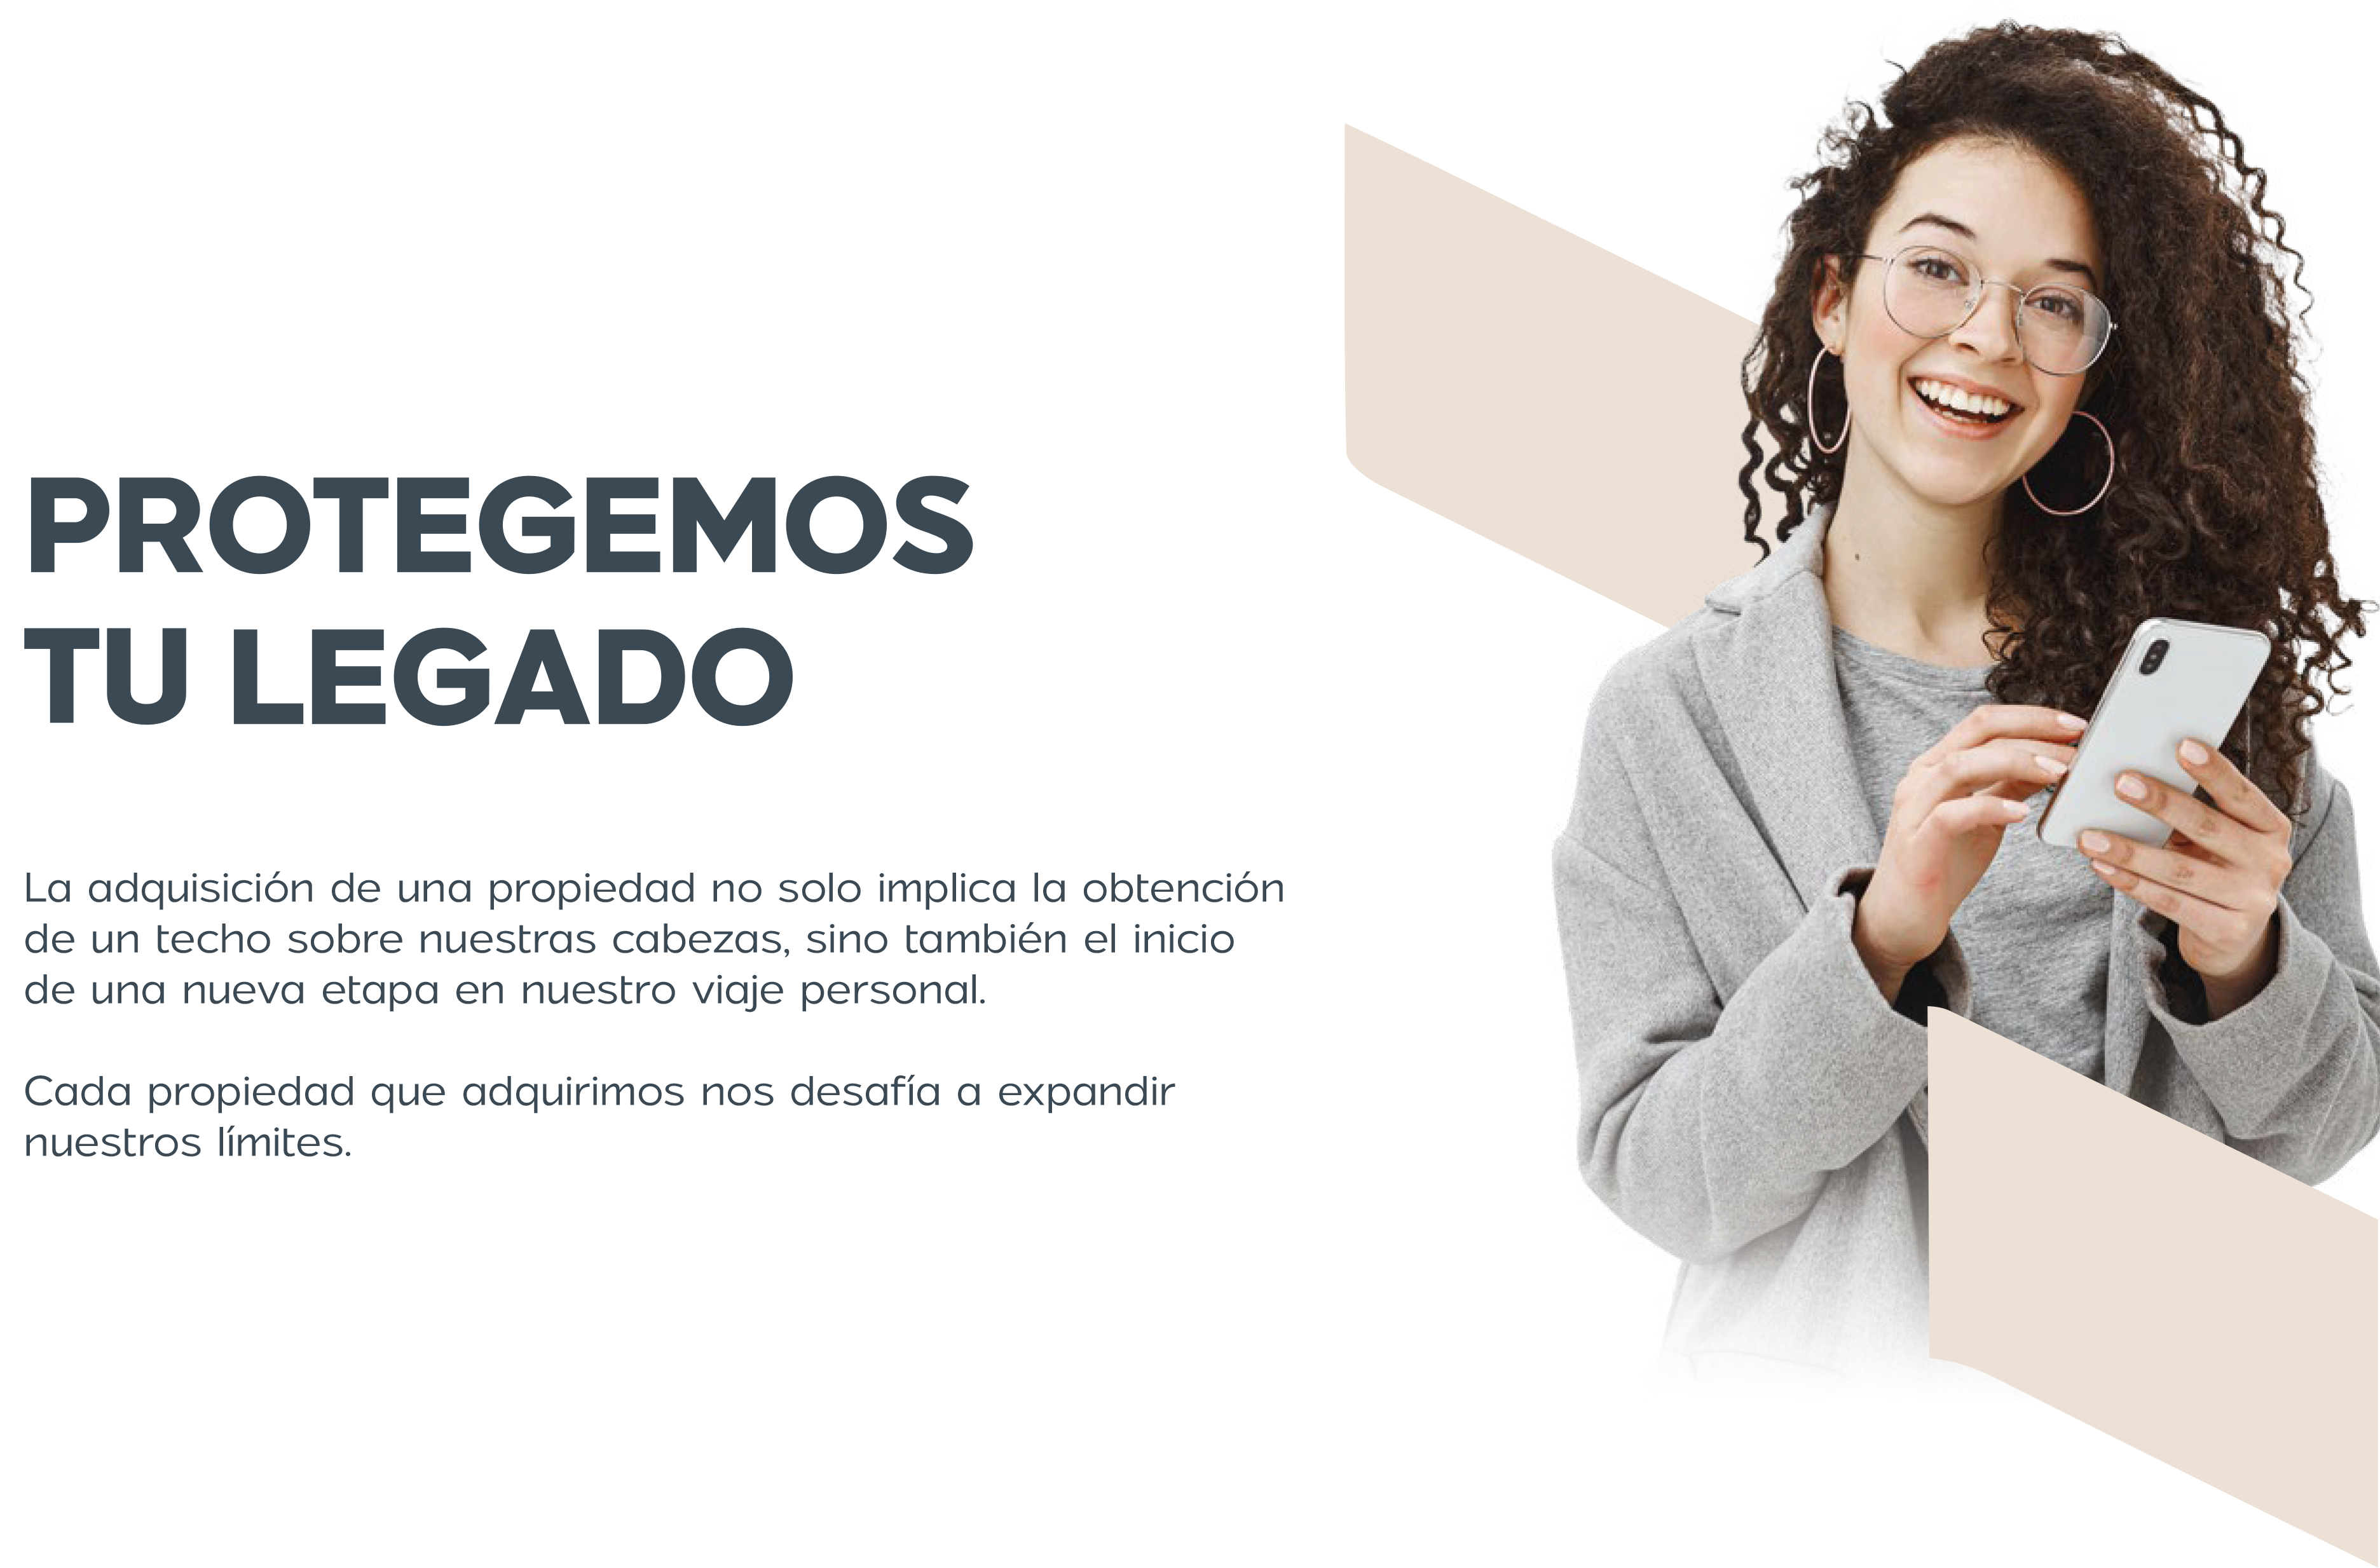 PROTEGEMOS
TU LEGADO
La adquisición de una propiedad no solo implica la obtención
de un techo sobre nuestras cabezas, sino también el inicio
de una nueva etapa en nuestro viaje personal.
Cada propiedad que adquirimos nos desafía a expandir
nuestros límites.